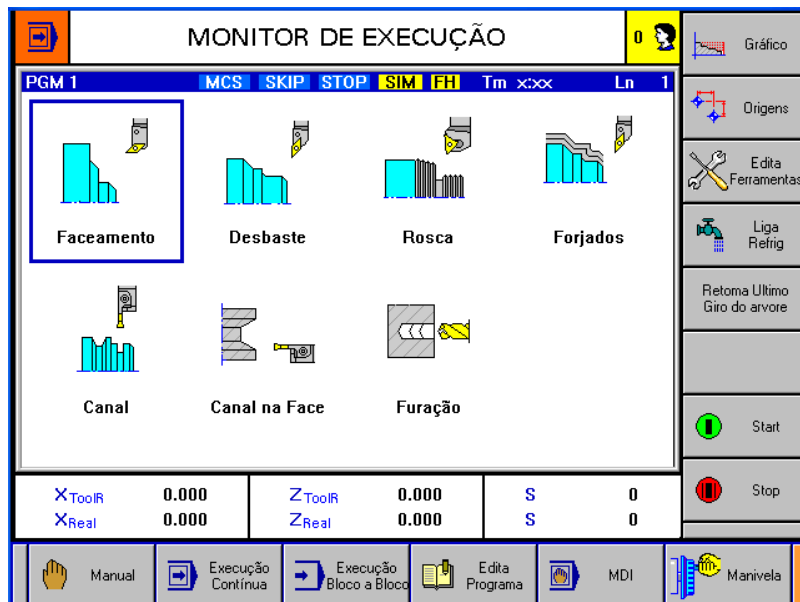 MONITOR DE EXECUÇÃO
0
PGM 1 MCS SKIP STOP SIM FH Tm x:xx Ln 1
Faceamento
Desbaste
Rosca
Forjados
Canal
Canal na Face
Furação
XToolR 0.000 ZToolR 0.000 S 0
XReal 0.000 ZReal 0.000 S 0
Gráfico
Origens
Edita
Ferramentas
Liga
Refrig
Retoma Ultimo
Giro do arvore
Start
Stop
Manual
Execução
Contínua
Execução
Bloco a Bloco
Edita
Programa
MDI
Manivela